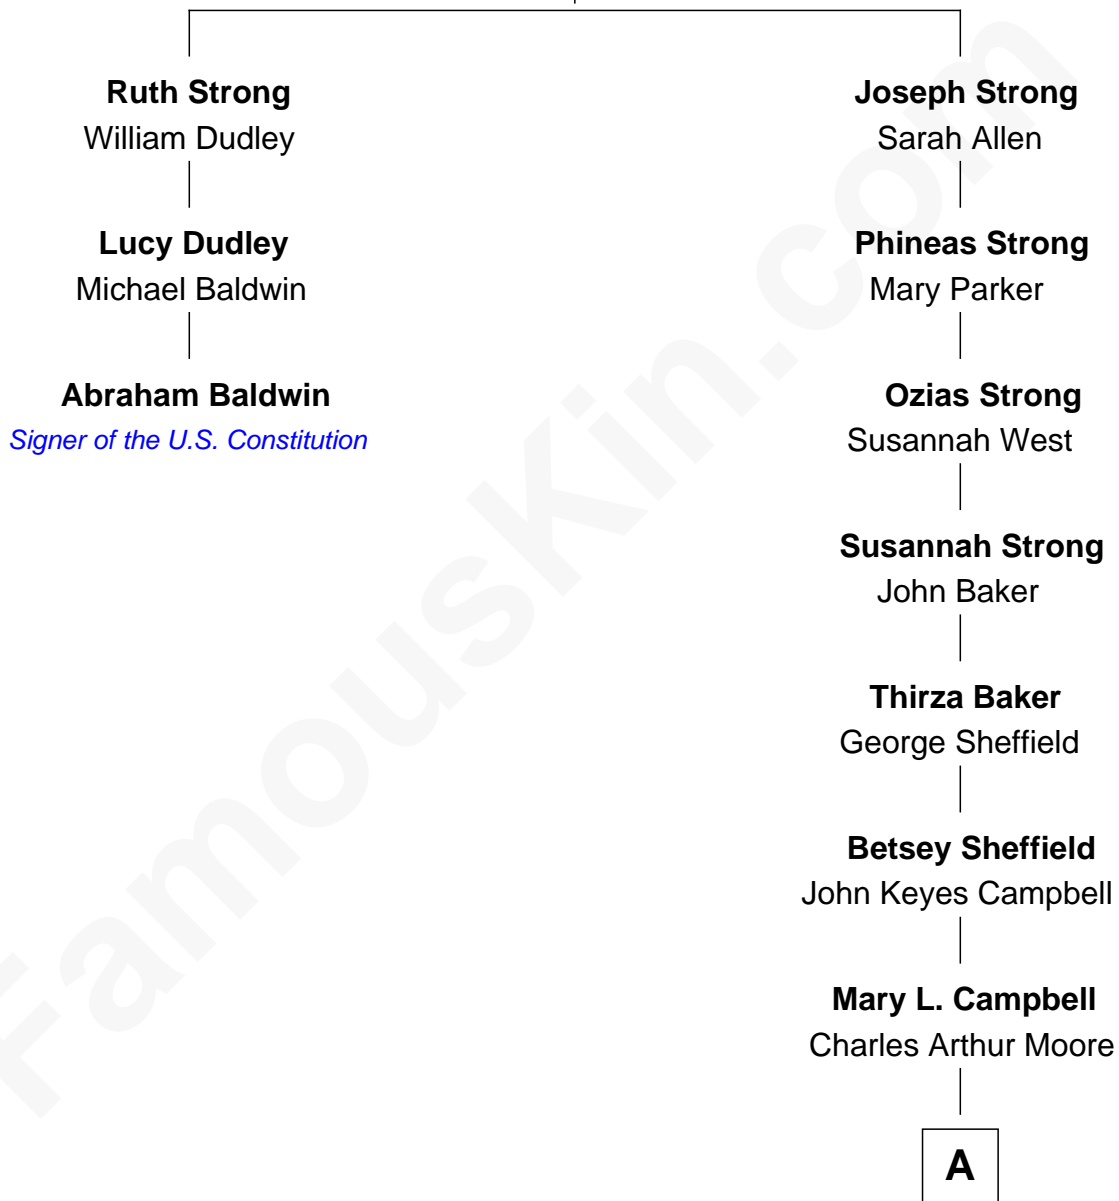 Ruth Strong
William Dudley
Lucy Dudley
Michael Baldwin
Abraham Baldwin
Signer of the U.S. Constitution
Joseph Strong
Sarah Allen
Phineas Strong
Mary Parker
Ozias Strong
Susannah West
Susannah Strong
John Baker
Thirza Baker
George Sheffield
Betsey Sheffield
John Keyes Campbell
Mary L. Campbell
Charles Arthur Moore
A
FamousKin.com